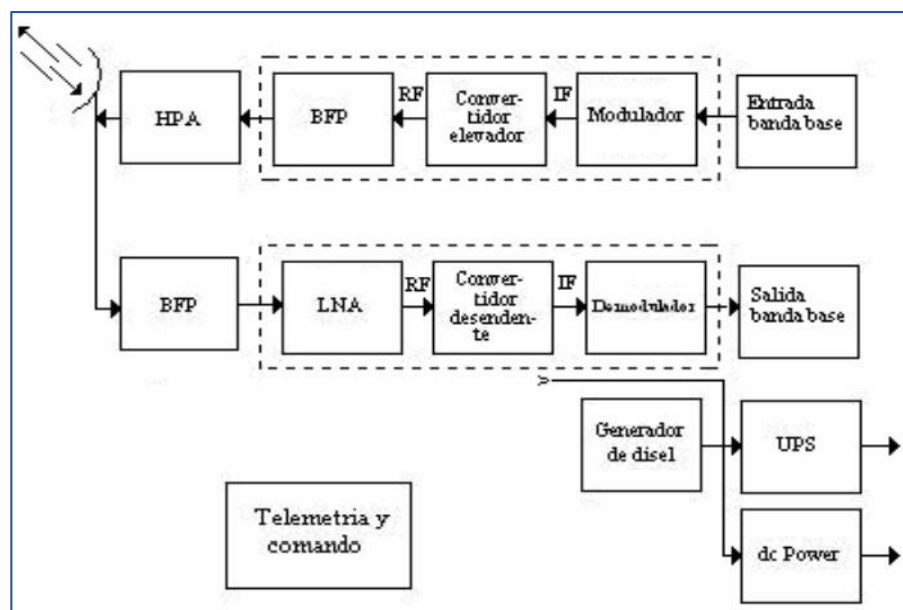 HPA
BFP
RF
Conver-
tidor
elevador
IF
Modulador
Entrada
banda base
BFP
LNA
RF
Conver-
tidor
desenden-
te
IF
Demodulador
Salida
banda base
Generador
de disel
UPS
Telemetria y
comando
dc Power